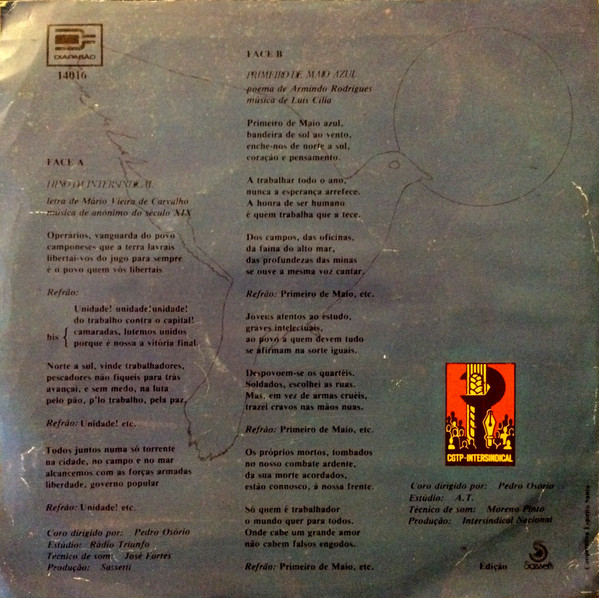 DIAPASÃO
14016
FACE A
HINO DA INTERSINDICAL
letra de Mário Vieira de Carvalho
música de anónimo do século XIX
Operários, vanguarda do povo
camponeses que a terra lavrais
libertai-vos do jugo para sempre
é o povo quem vós libertais
Refrão:
Unidade! unidade!unidade!
do trabalho contra o capital!
bis { camaradas, lutemos unidos
porque é nossa a vitória final
Norte a sul, vinde trabalhadores,
pescadores não fiqueis para trás
avançai, e sem medo, na luta
pelo pão, p'lo trabalho, pela paz,
Refrão: Unidade! etc.
Todos juntos numa só torrente
na cidade, no campo e no mar
alcancemos com as forças armadas
liberdade, governo popular
Refrão: Unidade! etc.
Coro dirigido por: Pedro Osório
Estúdio: Rádio Triunfo
Técnico de som: José Fortes
Produção: Sassetti
FACE B
PRIMEIRO DE MAIO AZUL
poema de Armindo Rodrigues
música de Luís Cília
Primeiro de Maio azul,
bandeira de sol ao vento,
enche-nos de norte a sol,
coração e pensamento.
A trabalhar todo o ano,
nunca a esperança arrefece.
A honra de ser humano
é quem trabalha que a tece.
Dos campos, das oficinas,
da faina do alto mar,
das profundezas das minas
se ouve a mesma voz cantar.
Refrão: Primeiro de Maio, etc.
Jovens atentos ao estudo,
graves intelectuais,
ao povo a quem devem tudo
se afirmam na sorte iguais.
Despovoem-se os quartéis.
Soldados, escolhei as ruas.
Mas, em vez de armas cruéis,
trazei cravos nas mãos nuas.
Refrão: Primeiro de Maio, etc.
Os próprios mortos, tombados
no nosso combate ardente,
da sua morte acordados,
estão connosco, à nossa frente.
Só quem é trabalhador
o mundo quer para todos.
Onde cabe um grande amor
não cabem falsos engodos.
Refrão: Primeiro de Maio, etc.
CGTP-INTERSINDICAL
Coro dirigido por: Pedro Osório
Estúdio: A.T.
Técnico de som: Moreno Pinto
Produção: Intersindical Nacional
Edição
Sassetti